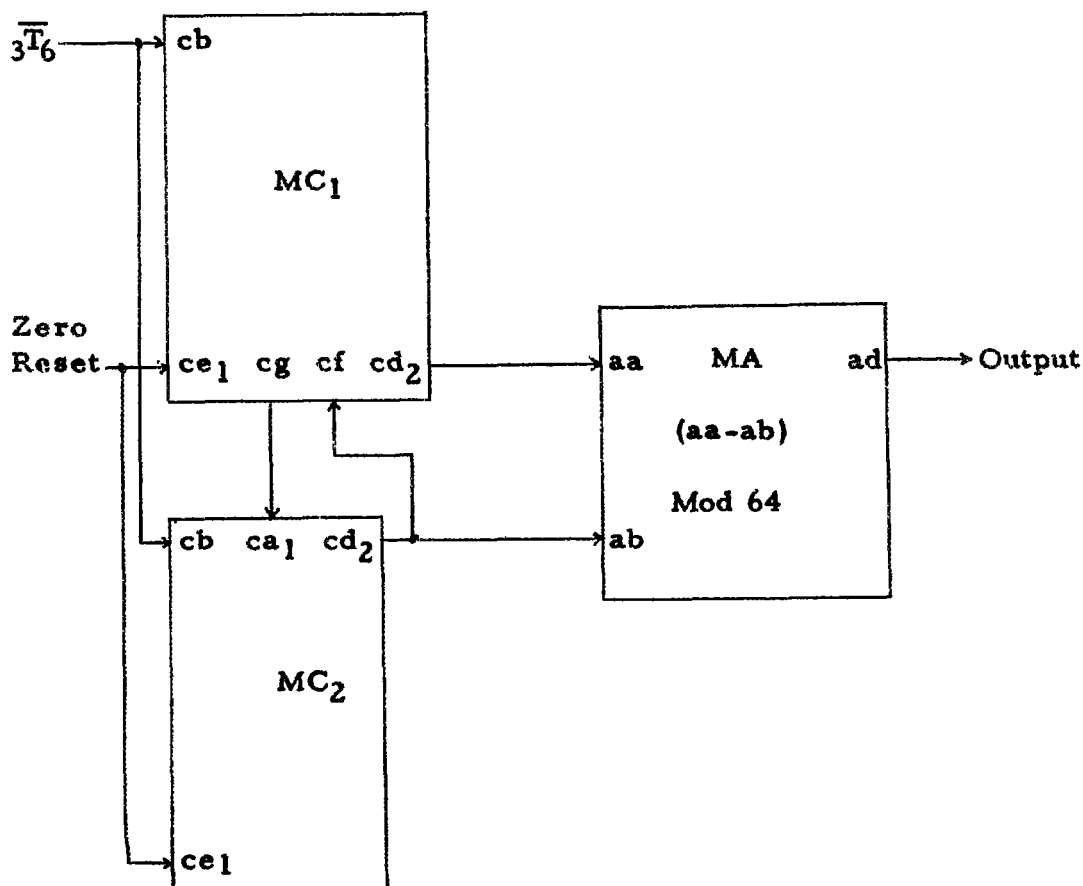 ₃T̅₆
cb
MC₁
Zero
Reset
ce₁ cg cf cd₂
aa MA ad
Output
(aa-ab)
Mod 64
cb ca₁ cd₂
ab
MC₂
ce₁